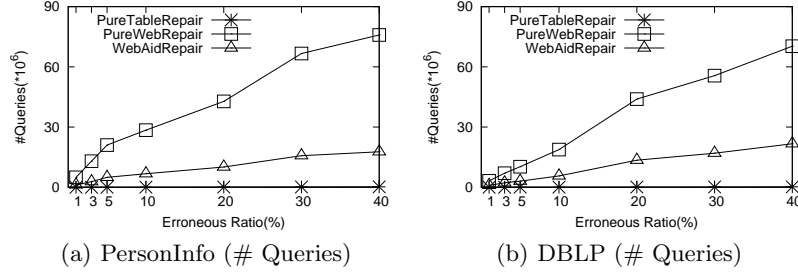 90
60
30
0
#Queries(*10^6)
PureTableRepair
PureWebRepair
WebAidRepair
1 3 5 10 20 30 40
Erroneous Ratio(%)
(a) PersonInfo (# Queries)
90
60
30
0
#Queries(*10^6)
PureTableRepair
PureWebRepair
WebAidRepair
1 3 5 10 20 30 40
Erroneous Ratio(%)
(b) DBLP (# Queries)